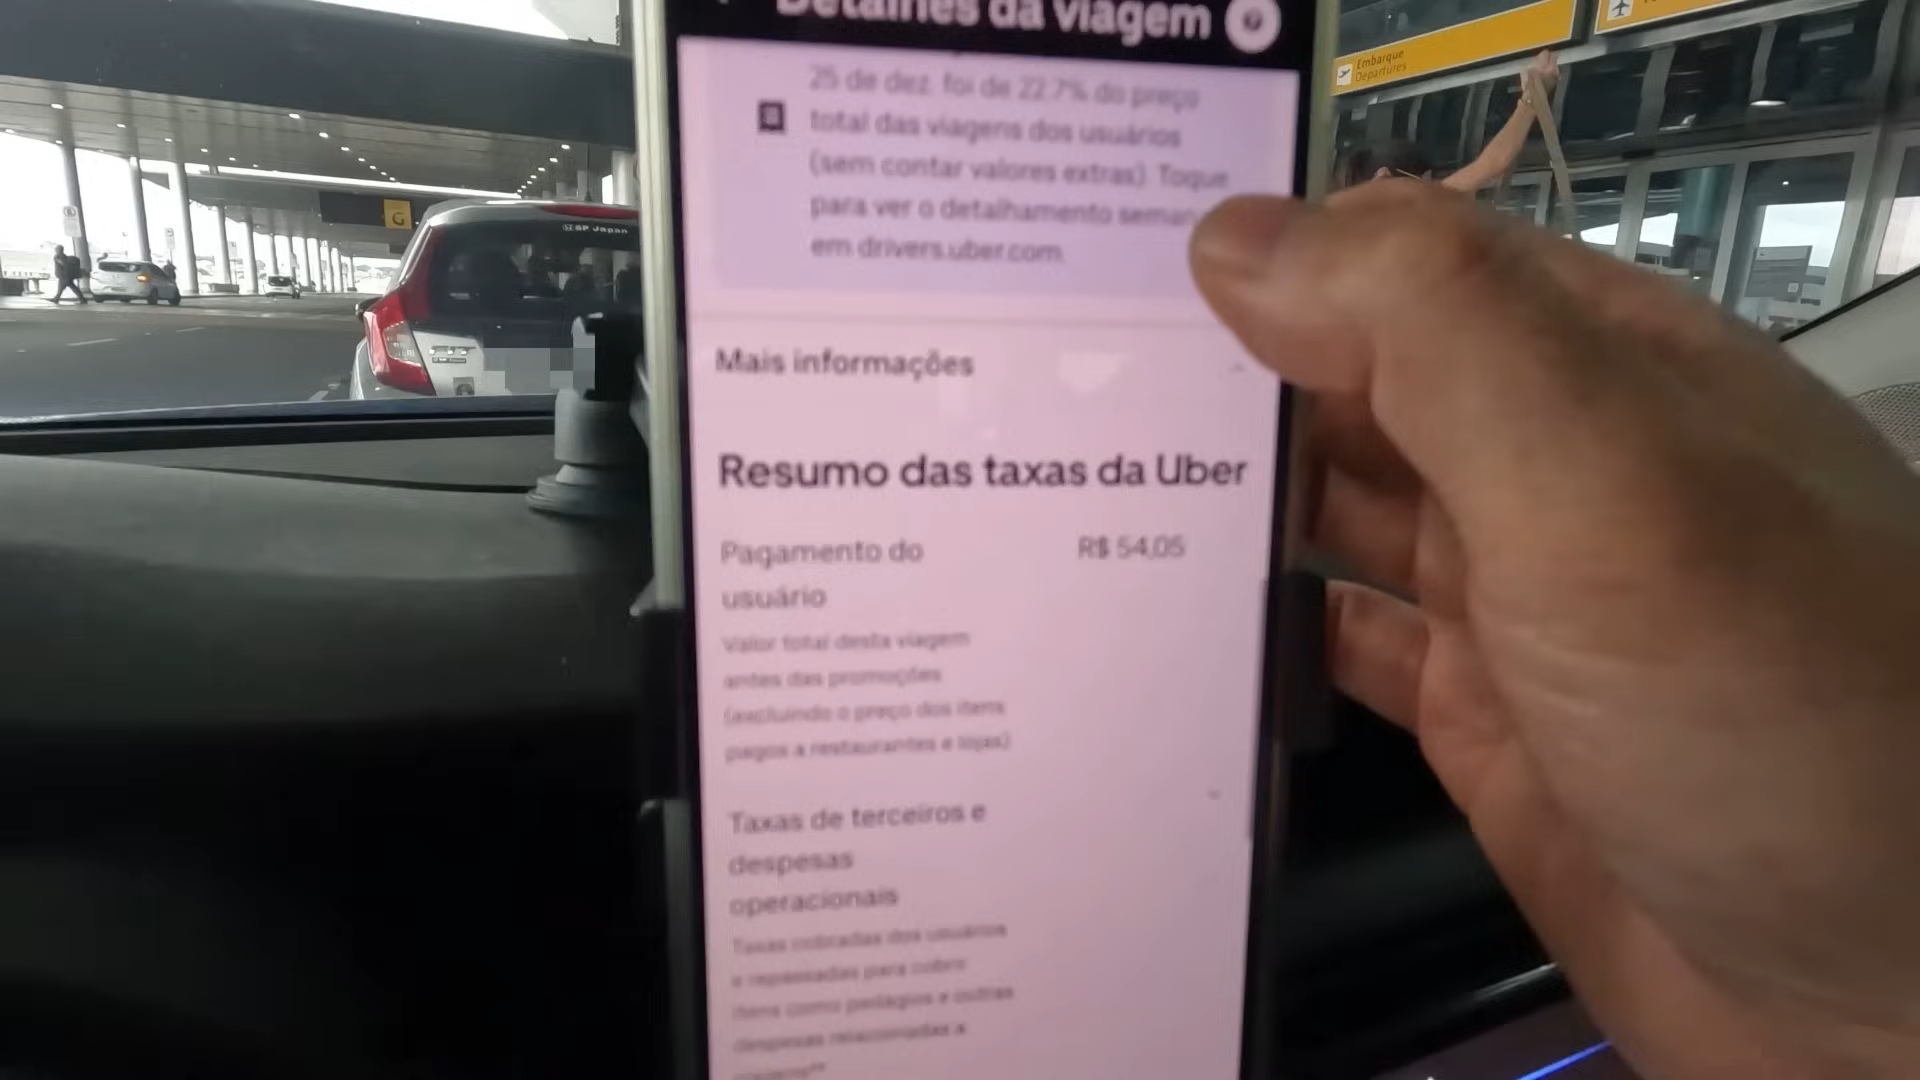 Detalhes da viagem
25 de dez. foi de 22.7% do preço
total das viagens dos usuários
(sem contar valores extras). Toque
para ver o detalhamento seman
em drivers.uber.com.
Mais informações
Resumo das taxas da Uber
Pagamento do
usuário
R$ 54,05
Valor total desta viagem
antes das promoções
(excluindo o preço dos itens
pagos a restaurantes e lojas)
Taxas de terceiros e
despesas
operacionais
Taxas cobradas dos usuários
e repassadas para cobrir
itens como pedágios e outras
despesas relacionadas a
Embarque
Departures
G
SP Japan